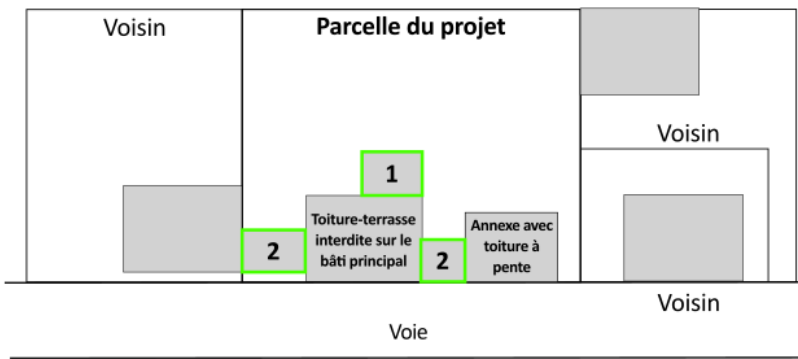 Voisin
Parcelle du projet
Voisin
1
Toiture-terrasse
interdite sur le
bâti principal
Annexe avec
toiture à
pente
2
2
Voisin
Voie